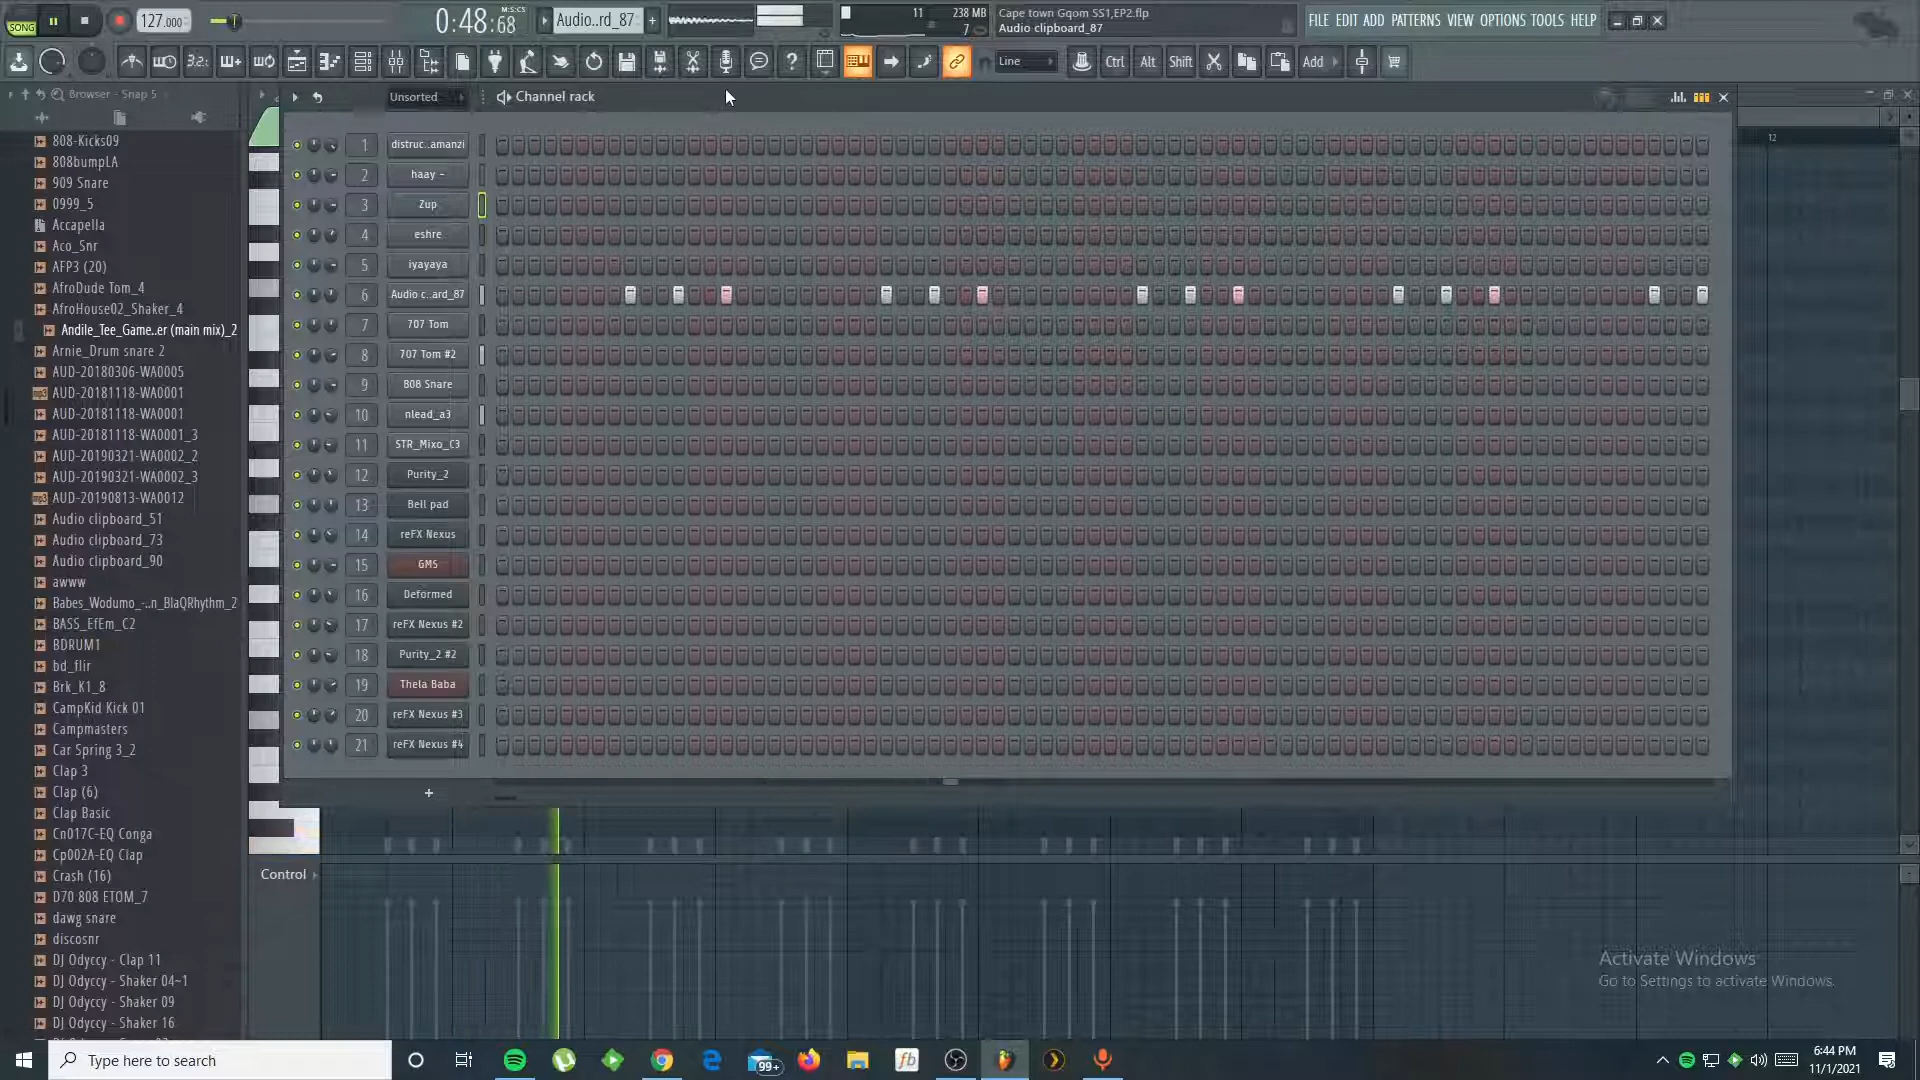 SONG
127.000
0:48:68
M:S:CS
Audio..rd_87
11
238 MB
7
Cape town Gqom SS1,EP2.flp
Audio clipboard_87
FILE EDIT ADD PATTERNS VIEW OPTIONS TOOLS HELP
3.2:
Line
Ctrl
Alt
Shift
Add
Browser - Snap 5
Unsorted
Channel rack
12
808-Kicks09
808bumpLA
909 Snare
0999_5
Accapella
Aco_Snr
AFP3 (20)
AfroDude Tom_4
AfroHouse02_Shaker_4
Andile_Tee_Game..er (main mix)_2
Arnie_Drum snare 2
AUD-20180306-WA0005
AUD-20181118-WA0001
AUD-20181118-WA0001
AUD-20181118-WA0001_3
AUD-20190321-WA0002_2
AUD-20190321-WA0002_3
AUD-20190813-WA0012
Audio clipboard_51
Audio clipboard_73
Audio clipboard_90
awww
Babes_Wodumo_-..n_BlaQRhythm_2
BASS_EfEm_C2
BDRUM1
bd_flir
Brk_K1_8
CampKid Kick 01
Campmasters
Car Spring 3_2
Clap 3
Clap (6)
Clap Basic
Cn017C-EQ Conga
Cp002A-EQ Clap
Crash (16)
D70 808 ETOM_7
dawg snare
discosnr
DJ Odyccy - Clap 11
DJ Odyccy - Shaker 04~1
DJ Odyccy - Shaker 09
DJ Odyccy - Shaker 16
1 distruc..amanzi
2 haay -
3 Zup
4 eshre
5 iyayaya
6 Audio c..ard_87
7 707 Tom
8 707 Tom #2
9 808 Snare
10 nlead_a3
11 STR_Mixo_C3
12 Purity_2
13 Bell pad
14 reFX Nexus
15 GMS
16 Deformed
17 reFX Nexus #2
18 Purity_2 #2
19 Thela Baba
20 reFX Nexus #3
21 reFX Nexus #4
+
Control
Activate Windows
Go to Settings to activate Windows.
Type here to search
99+
fb
6:44 PM
11/1/2021